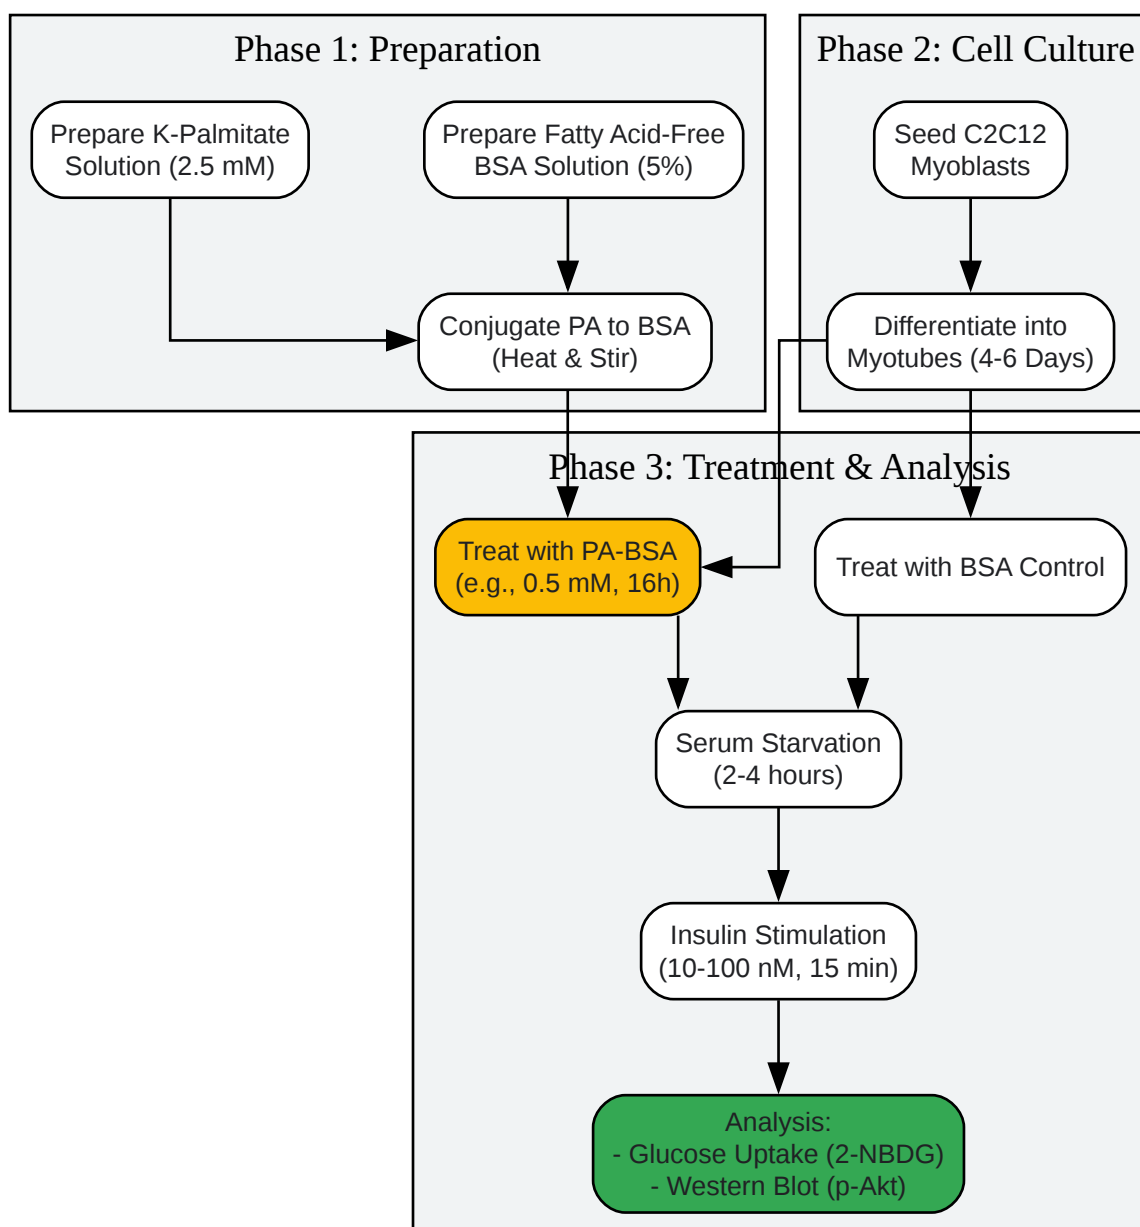 Phase 1: Preparation
Prepare K-Palmitate
Solution (2.5 mM)
Prepare Fatty Acid-Free
BSA Solution (5%)
Conjugate PA to BSA
(Heat & Stir)
Phase 2: Cell Culture
Seed C2C12
Myoblasts
Differentiate into
Myotubes (4-6 Days)
Phase 3: Treatment & Analysis
Treat with PA-BSA
(e.g., 0.5 mM, 16h)
Treat with BSA Control
Serum Starvation
(2-4 hours)
Insulin Stimulation
(10-100 nM, 15 min)
Analysis:
- Glucose Uptake (2-NBDG)
- Western Blot (p-Akt)